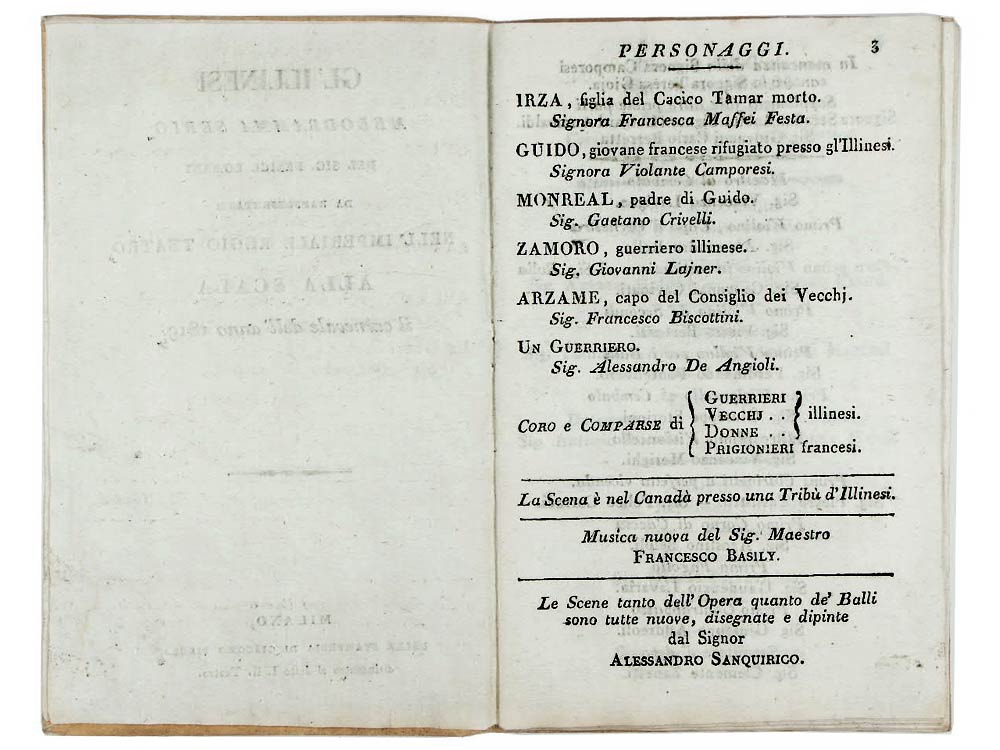 PERSONAGGI. 3
IRZA, figlia del Cacico Tamar morto.
Signora Francesca Maffei Festa.
GUIDO, giovane francese rifugiato presso gl'Illinesi.
Signora Violante Camporesi.
MONREAL, padre di Guido.
Sig. Gaetano Crivelli.
ZAMORO, guerriero illinese.
Sig. Giovanni Lajner.
ARZAME, capo del Consiglio dei Vecchj.
Sig. Francesco Biscottini.
UN GUERRIERO.
Sig. Alessandro De Angioli.
GUERRIERI
CORO e COMPARSE di VECCHJ . . illinesi.
DONNE . .
PRIGIONIERI francesi.
La Scena è nel Canadà presso una Tribù d'Illinesi.
Musica nuova del Sig. Maestro
FRANCESCO BASILY.
Le Scene tanto dell'Opera quanto de' Balli
sono tutte nuove, disegnate e dipinte
dal Signor
ALESSANDRO SANQUIRICO.